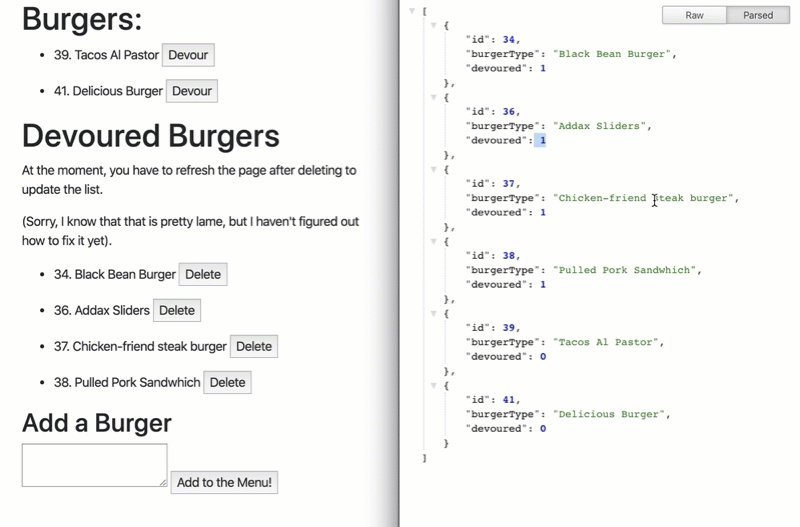 Burgers:
39. Tacos Al Pastor Devour
41. Delicious Burger Devour
Devoured Burgers
At the moment, you have to refresh the page after deleting to
update the list.
(Sorry, I know that that is pretty lame, but I haven't figured out
how to fix it yet).
34. Black Bean Burger Delete
36. Addax Sliders Delete
37. Chicken-friend steak burger Delete
38. Pulled Pork Sandwhich Delete
Add a Burger
Add to the Menu!
Raw Parsed
[
{
"id": 34,
"burgerType": "Black Bean Burger",
"devoured": 1
},
{
"id": 36,
"burgerType": "Addax Sliders",
"devoured": 1
},
{
"id": 37,
"burgerType": "Chicken-friend steak burger",
"devoured": 1
},
{
"id": 38,
"burgerType": "Pulled Pork Sandwhich",
"devoured": 1
},
{
"id": 39,
"burgerType": "Tacos Al Pastor",
"devoured": 0
},
{
"id": 41,
"burgerType": "Delicious Burger",
"devoured": 0
}
]